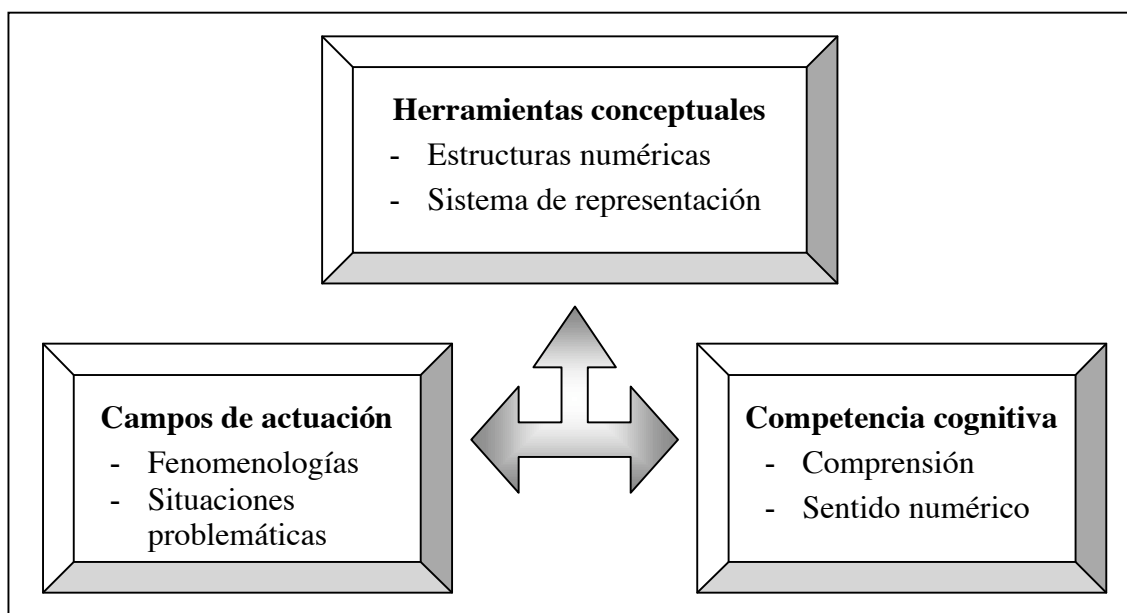 Herramientas conceptuales
- Estructuras numéricas
- Sistema de representación
Campos de actuación
- Fenomenologías
- Situaciones
problemáticas
Competencia cognitiva
- Comprensión
- Sentido numérico